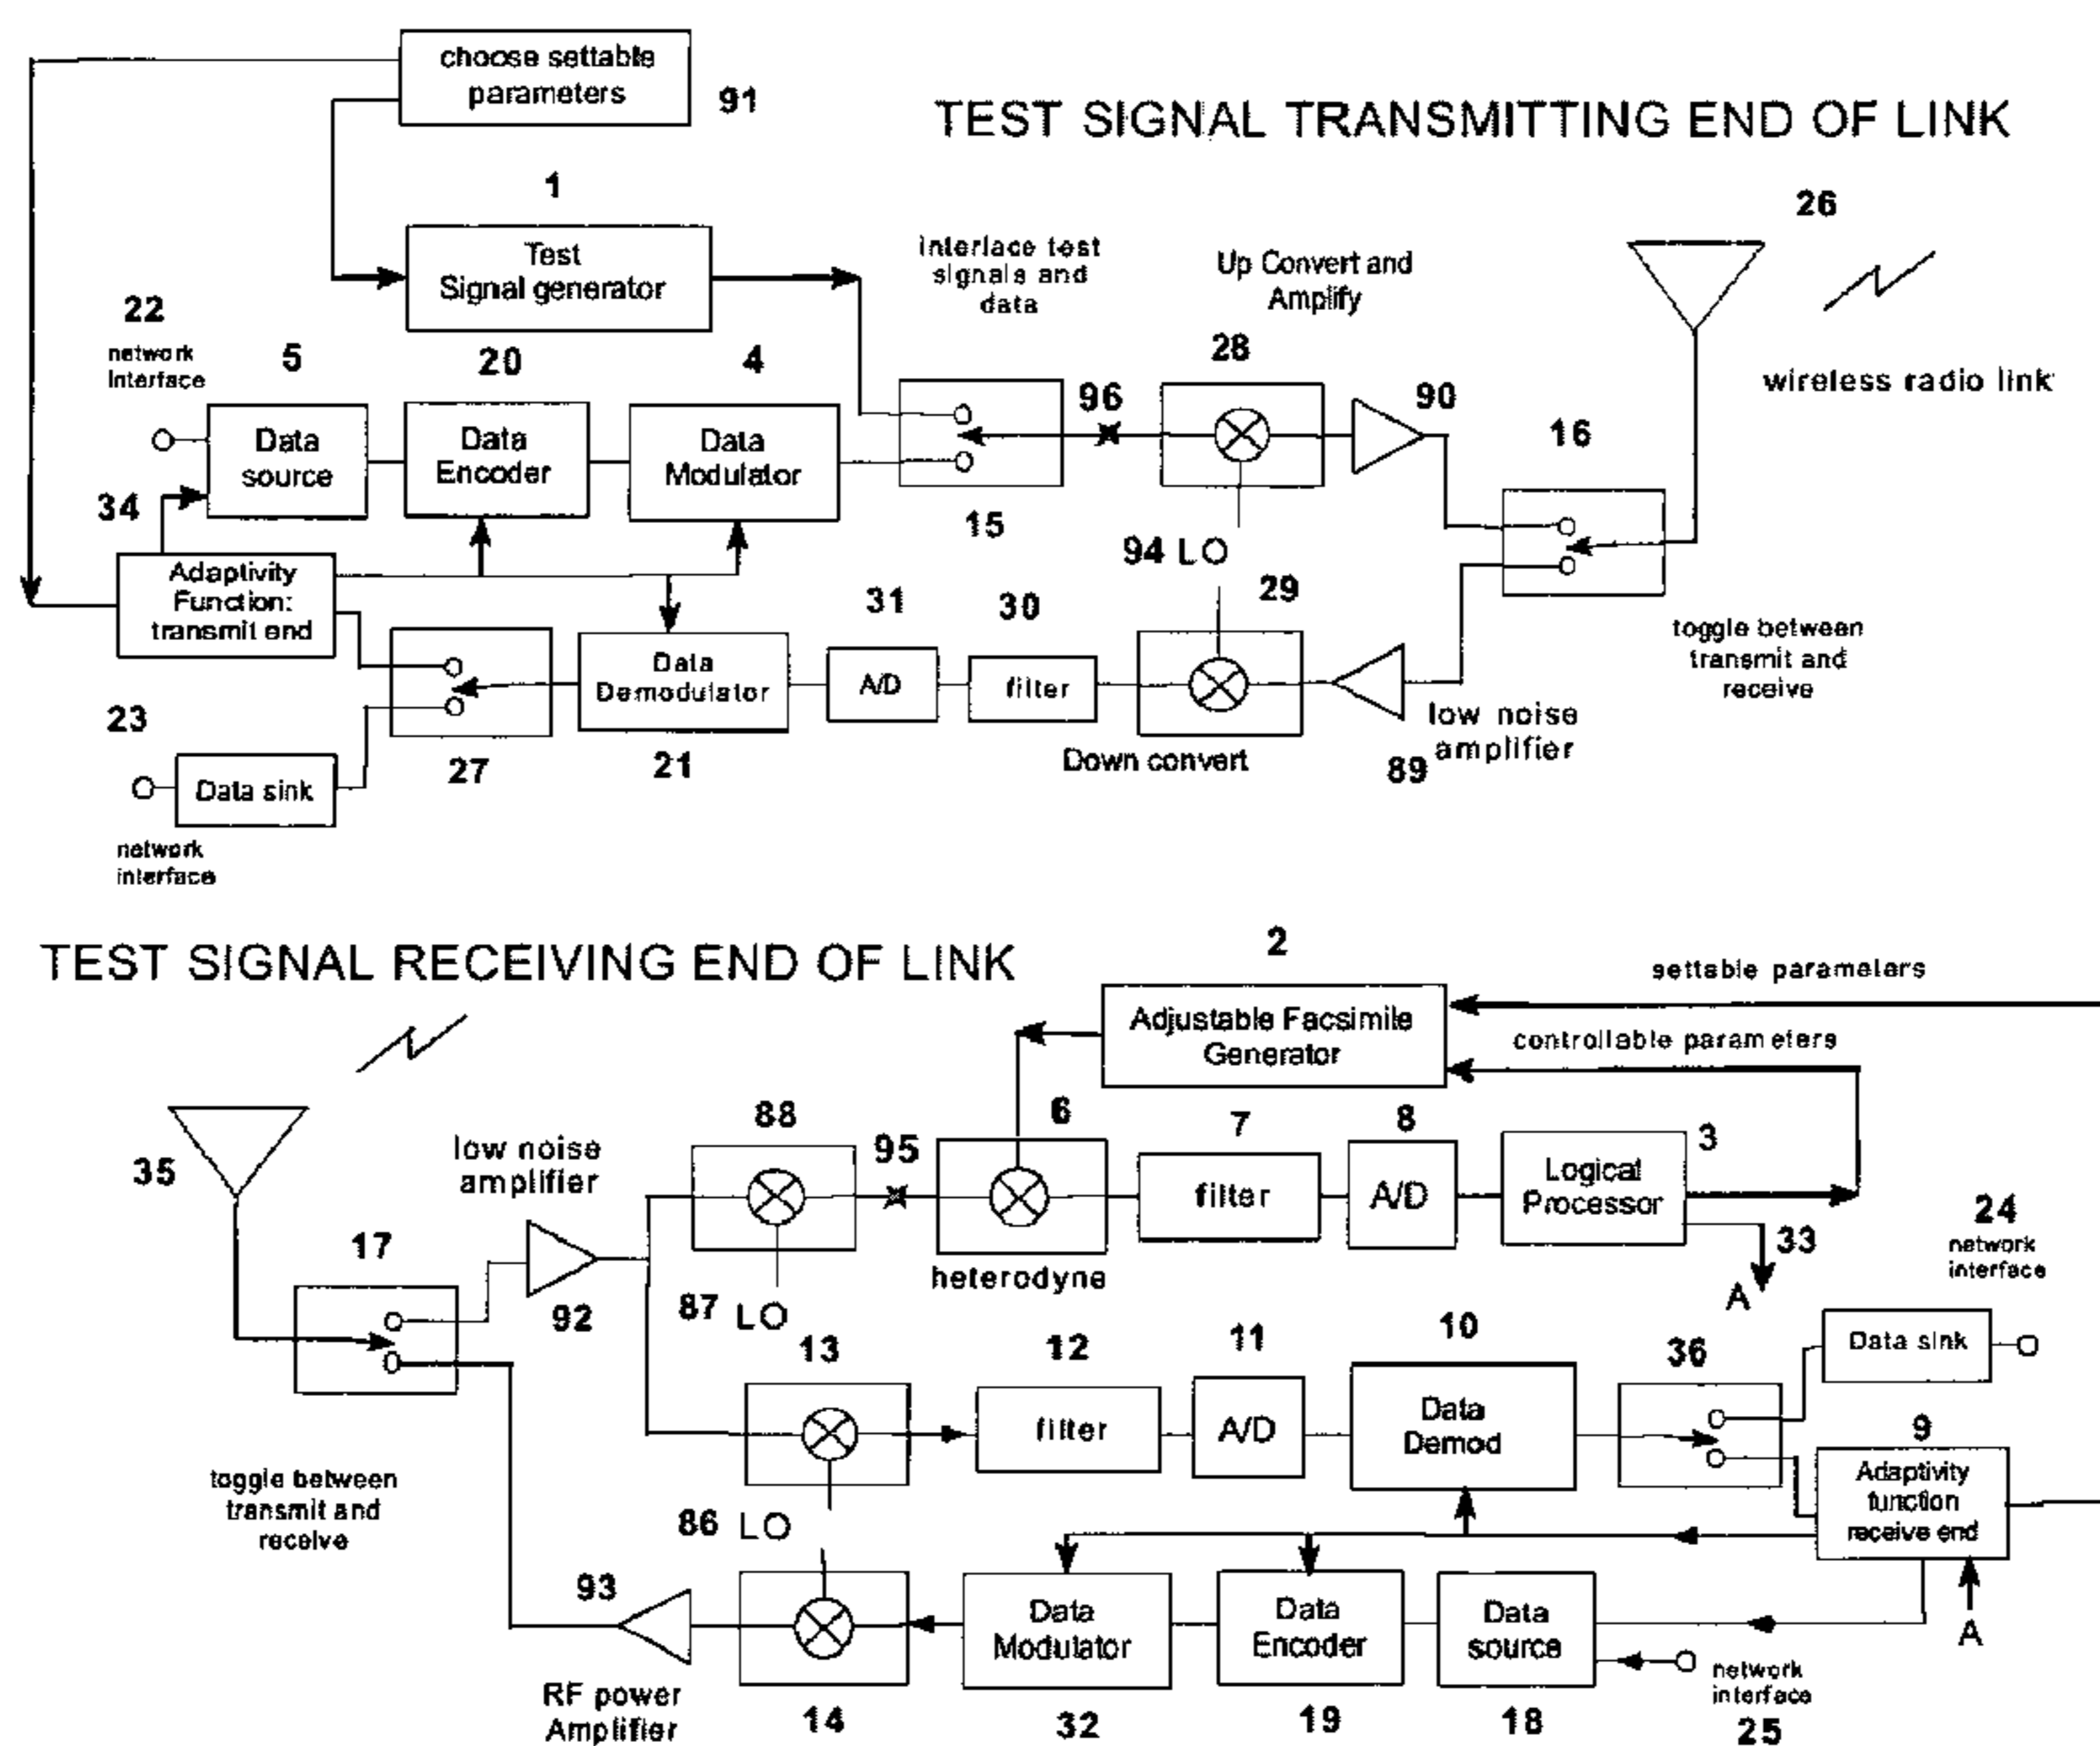 choose settable
parameters
91
TEST SIGNAL TRANSMITTING END OF LINK
1
Test
Signal generator
interlace test
signals and
data
Up Convert and
Amplify
26
22
network
interface
5
20
4
28
wireless radio link
Data
source
Data
Encoder
Data
Modulator
96
90
16
34
15
94 LO
Adaptivity
Function:
transmit end
31
30
29
toggle between
transmit and
receive
Data
Demodulator
A/D
filter
23
27
21
Down convert
low noise
amplifier
89
Data sink
network
interface
TEST SIGNAL RECEIVING END OF LINK
2
settable parameters
Adjustable Facsimile
Generator
controllable parameters
35
low noise
amplifier
88
95
6
7
8
3
filter
A/D
Logical
Processor
17
92
87 LO
heterodyne
33
A
24
network
interface
13
12
11
10
36
Data sink
filter
A/D
Data
Demod
9
Adaptivity
function
receive end
toggle between
transmit and
receive
86 LO
93
Data
Modulator
Data
Encoder
Data
source
A
RF power
Amplifier
14
32
19
18
network
interface
25